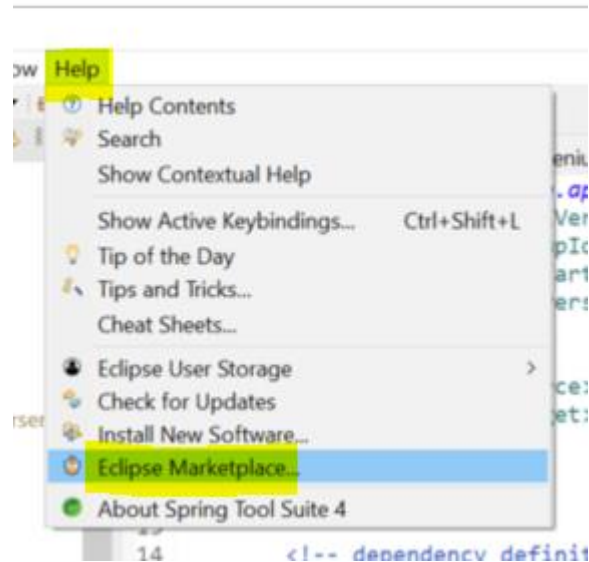 Help
Help Contents
Search
Show Contextual Help
Show Active Keybindings... Ctrl+Shift+L
Tip of the Day
Tips and Tricks...
Cheat Sheets...
Eclipse User Storage >
Check for Updates
Install New Software...
Eclipse Marketplace...
About Spring Tool Suite 4
14 <!-- dependency definit